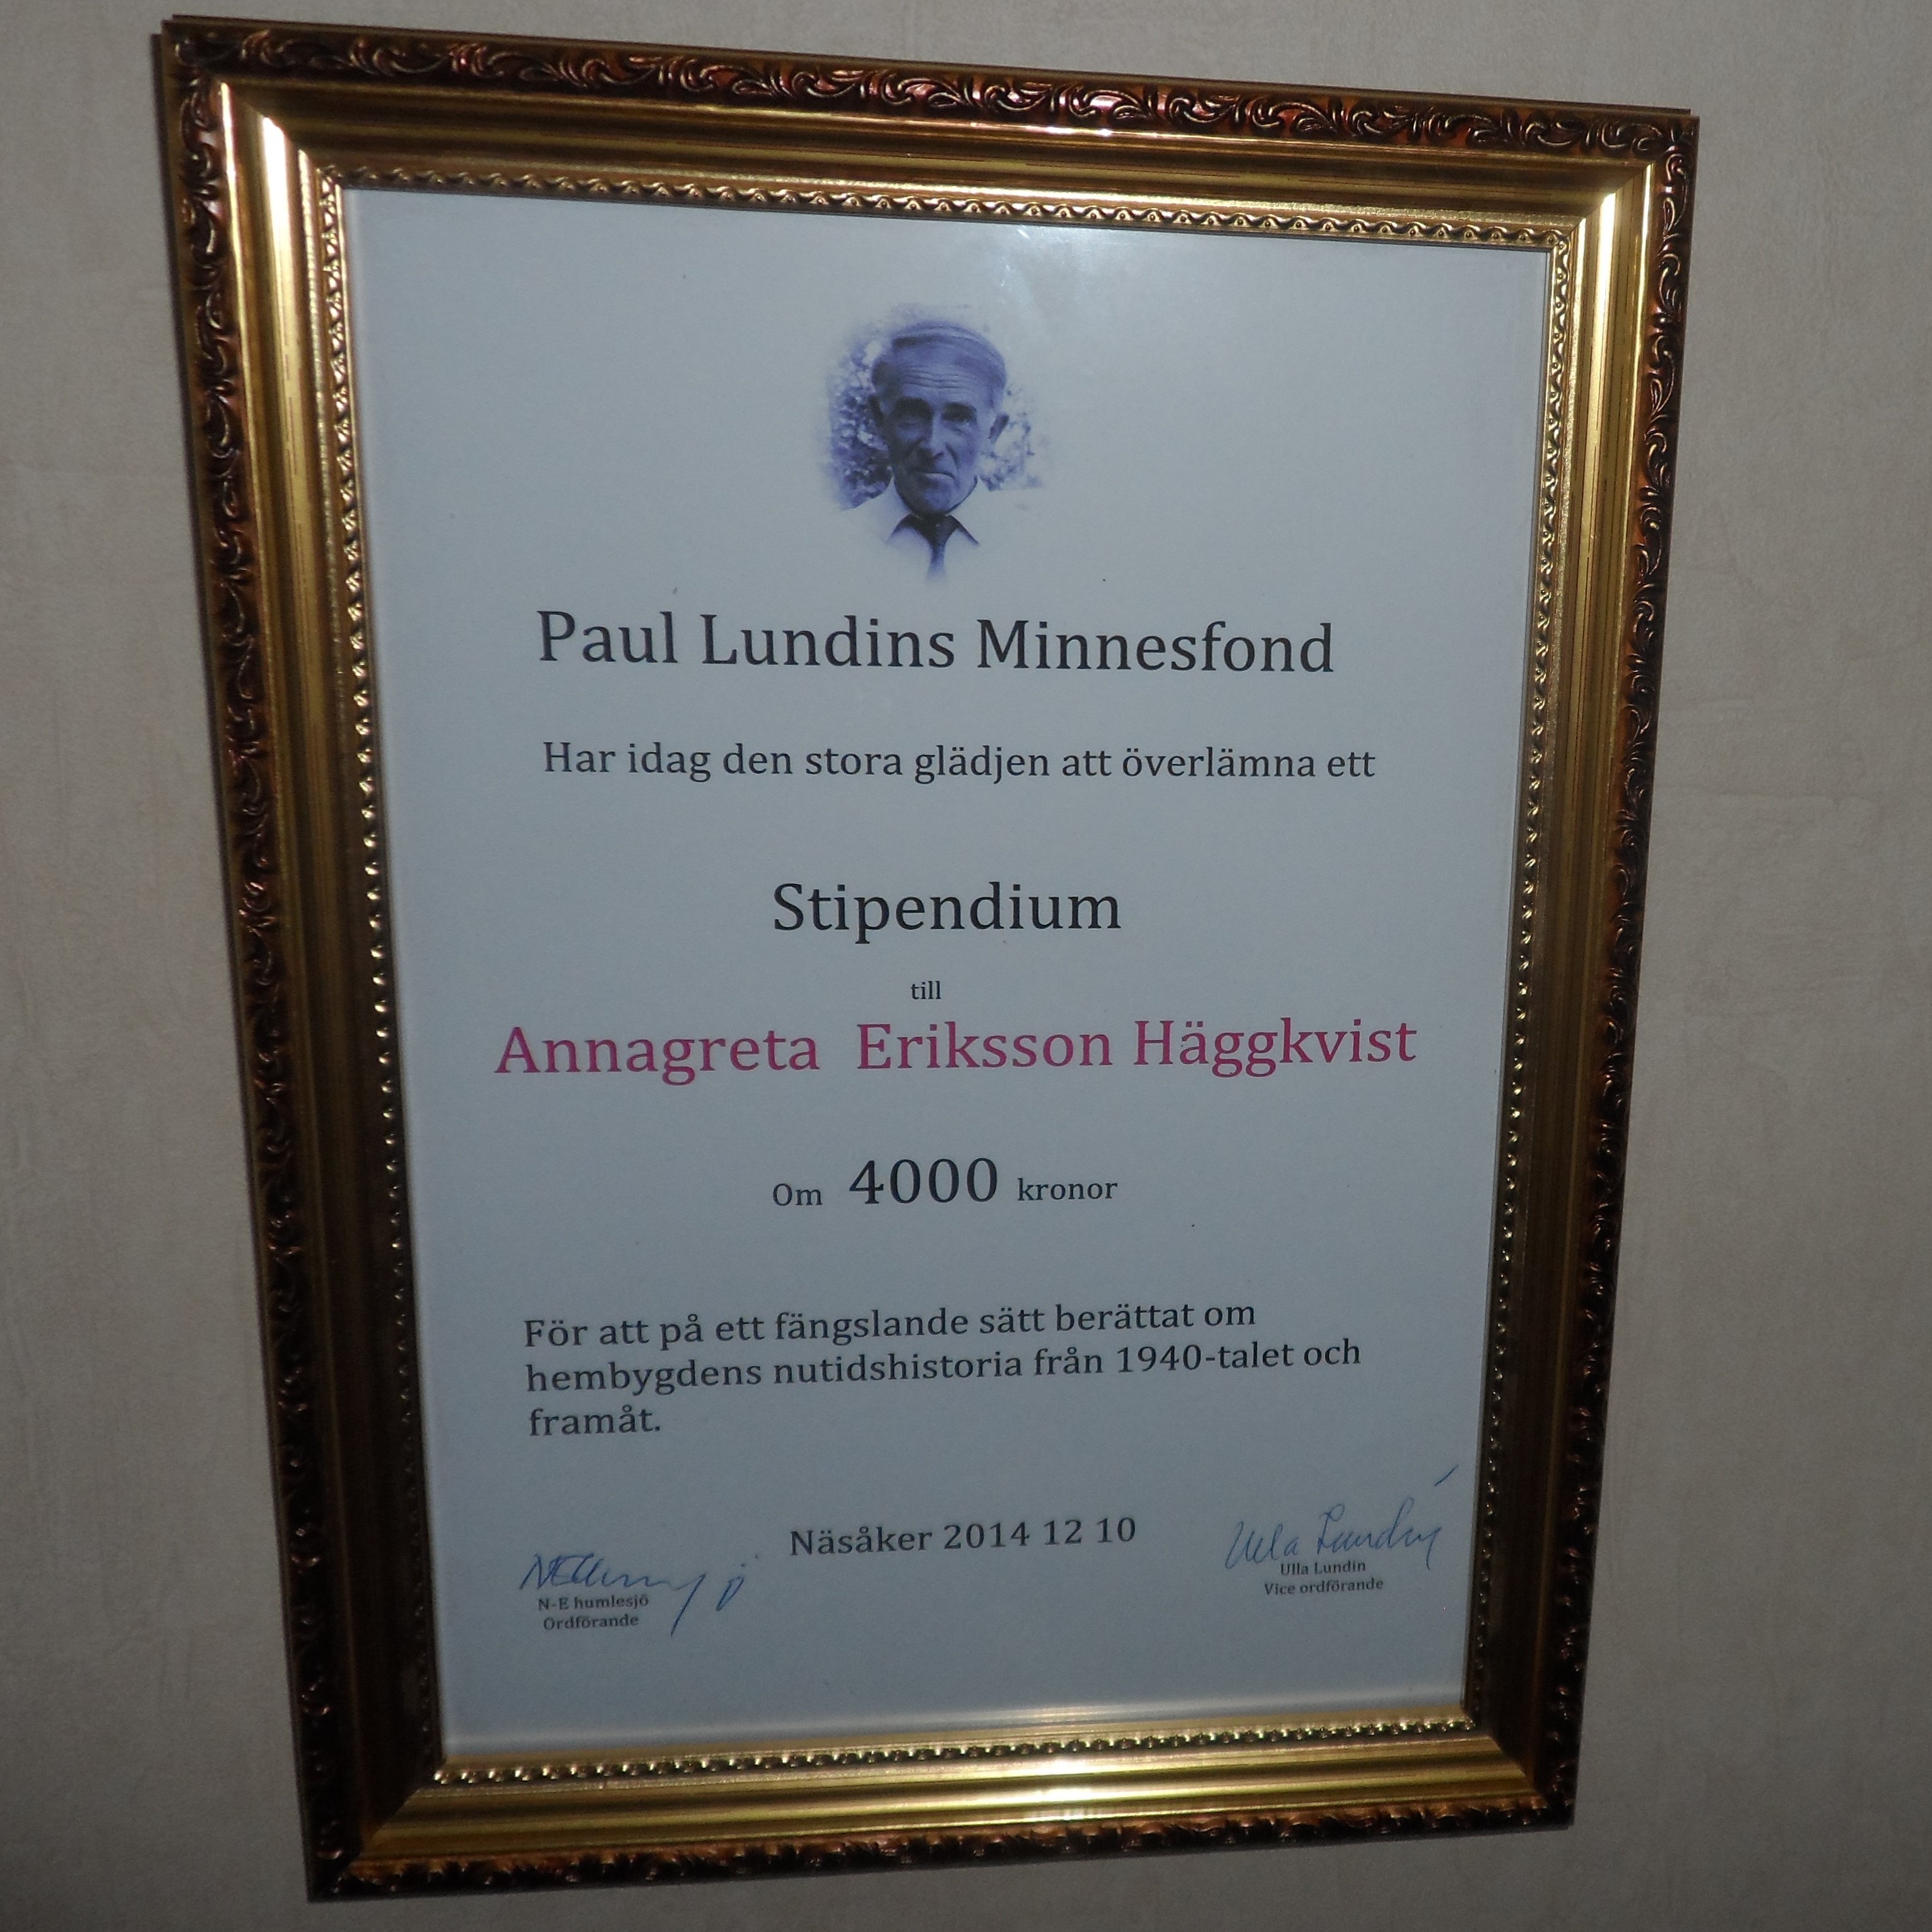 Paul Lundins Minnesfond
Har idag den stora glädjen att överlämna ett
Stipendium
till
Annagreta Eriksson Häggkvist
Om 4000 kronor
För att på ett fängslande sätt berättat om
hembygdens nutidshistoria från 1940-talet och
framåt.
Näsåker 2014 12 10
Ulla Lundin
Ulla Lundin
Vice ordförande
N-E humlesjö
Ordförande